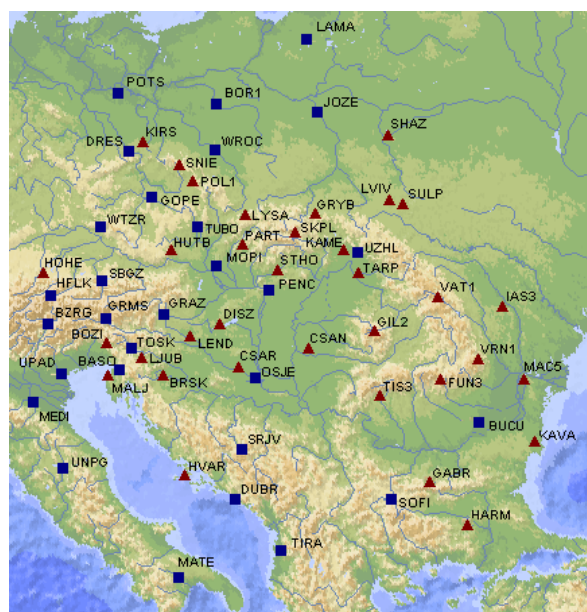 LAMA
POTS
BOR1
JOZE
SHAZ
KIRS
DRES
WROC
SNIE
POL1
GOPE
LVIV
SULP
LYSA
GRYB
WTZR
TUBO
SKPL
PART
KAME
HUTB
UZHL
MOPI
STHO
TARP
HOHE
SBGZ
HFLK
PENC
VAT1
IAS3
BZRG
GRMS
GRAZ
DISZ
GIL2
BOZI
TOSK
LEND
CSAN
UPAD
BASO
LJUB
CSAR
VRN1
MALJ
BRSK
OSJE
TIS3
FUN3
MAC5
MEDI
BUCU
SRJV
KAVA
UNPG
HVAR
GABR
DUBR
SOFI
HARM
TIRA
MATE